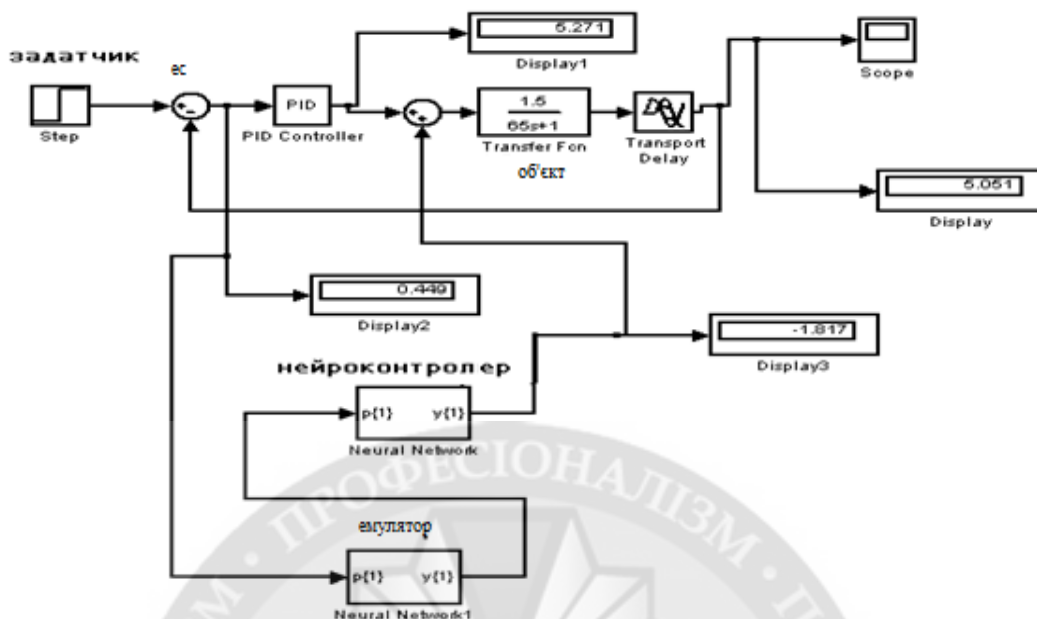 задатчик
Step
ес
PID
PID Controller
5.271
Display1
1.5
65s+1
Transfer Fcn
об'єкт
Transport
Delay
Scope
5.051
Display
0.449
Display2
-1.817
Display3
нейроконтролер
p{1} y{1}
Neural Network
емулятор
p{1} y{1}
Neural Network1
ПРОФЕСІОНАЛІЗМ